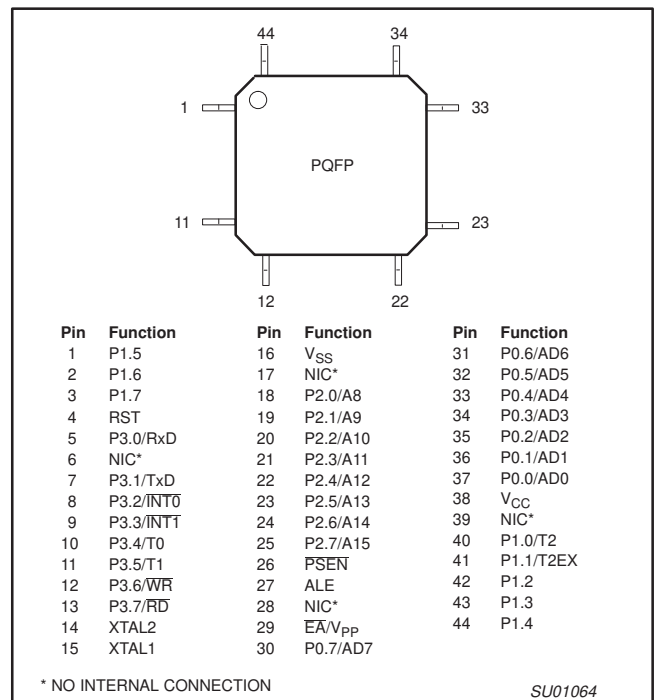 44 34
1 33
PQFP
11 23
12 22
Pin Function Pin Function Pin Function
1 P1.5 16 VSS 31 P0.6/AD6
2 P1.6 17 NIC* 32 P0.5/AD5
3 P1.7 18 P2.0/A8 33 P0.4/AD4
4 RST 19 P2.1/A9 34 P0.3/AD3
5 P3.0/RxD 20 P2.2/A10 35 P0.2/AD2
6 NIC* 21 P2.3/A11 36 P0.1/AD1
7 P3.1/TxD 22 P2.4/A12 37 P0.0/AD0
8 P3.2/I̅N̅T̅0̅ 23 P2.5/A13 38 VCC
9 P3.3/I̅N̅T̅1̅ 24 P2.6/A14 39 NIC*
10 P3.4/T0 25 P2.7/A15 40 P1.0/T2
11 P3.5/T1 26 P̅S̅E̅N̅ 41 P1.1/T2EX
12 P3.6/W̅R̅ 27 ALE 42 P1.2
13 P3.7/R̅D̅ 28 NIC* 43 P1.3
14 XTAL2 29 E̅A̅/VPP 44 P1.4
15 XTAL1 30 P0.7/AD7
* NO INTERNAL CONNECTION
SU01064